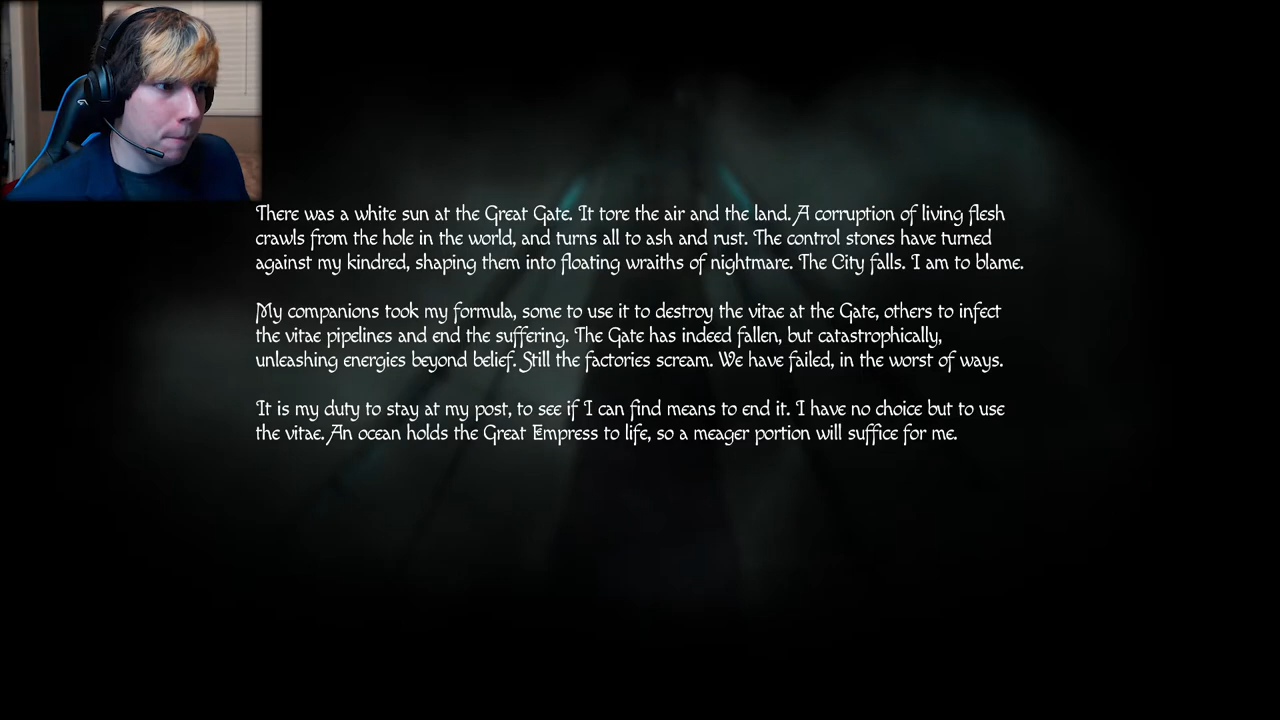 There was a white sun at the Great Gate. It tore the air and the land. A corruption of living flesh
crawls from the hole in the world, and turns all to ash and rust. The control stones have turned
against my kindred, shaping them into floating wraiths of nightmare. The City falls. I am to blame.
My companions took my formula, some to use it to destroy the vitae at the Gate, others to infect
the vitae pipelines and end the suffering. The Gate has indeed fallen, but catastrophically,
unleashing energies beyond belief. Still the factories scream. We have failed, in the worst of ways.
It is my duty to stay at my post, to see if I can find means to end it. I have no choice but to use
the vitae. An ocean holds the Great Empress to life, so a meager portion will suffice for me.